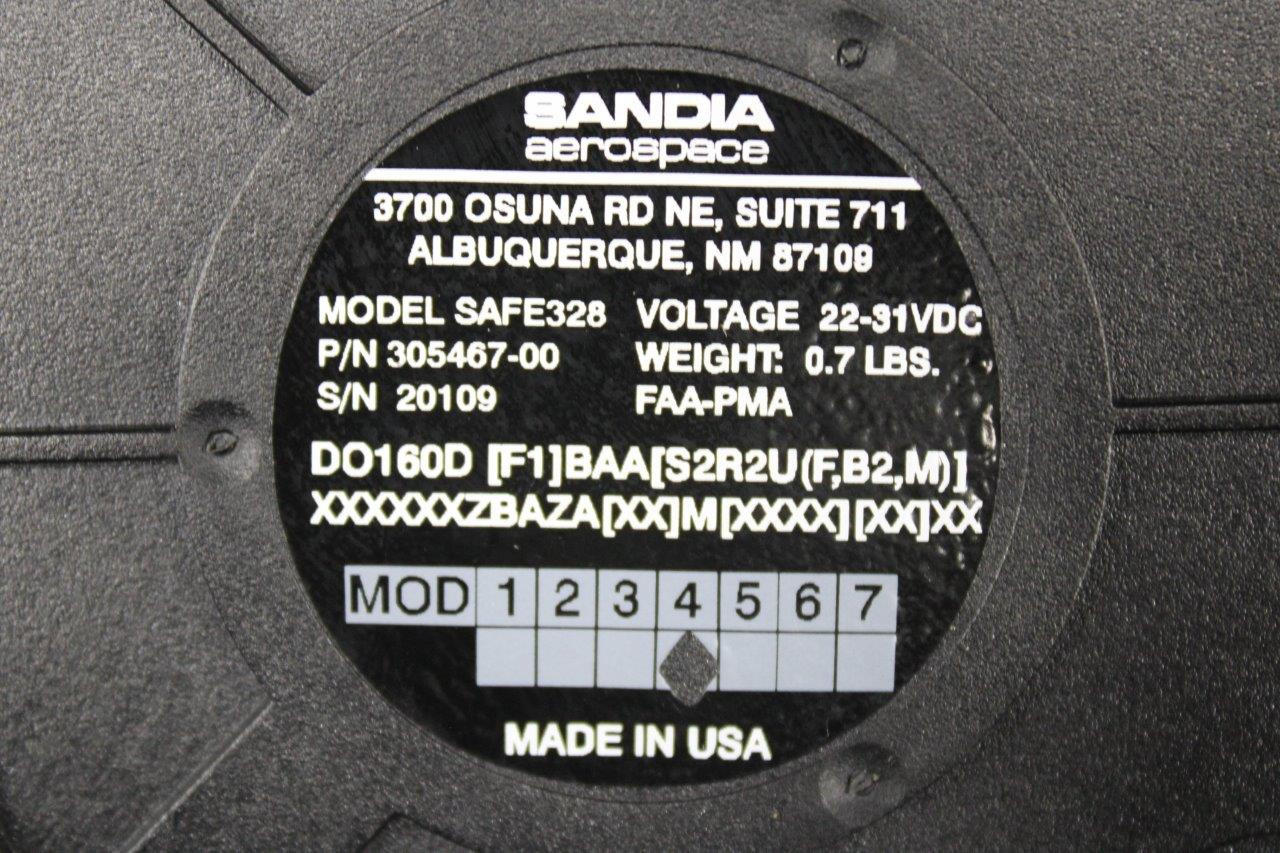 SANDIA
aerospace
3700 OSUNA RD NE, SUITE 711
ALBUQUERQUE, NM 87109
MODEL SAFE328 VOLTAGE 22-31VDC
P/N 305467-00 WEIGHT: 0.7 LBS.
S/N 20109 FAA-PMA
DO160D [F1]BAA[S2R2U(F,B2,M)]
XXXXXXZBAZA[XX]M[XXXX][XX]XX
MOD 1 2 3 4 5 6 7
MADE IN USA